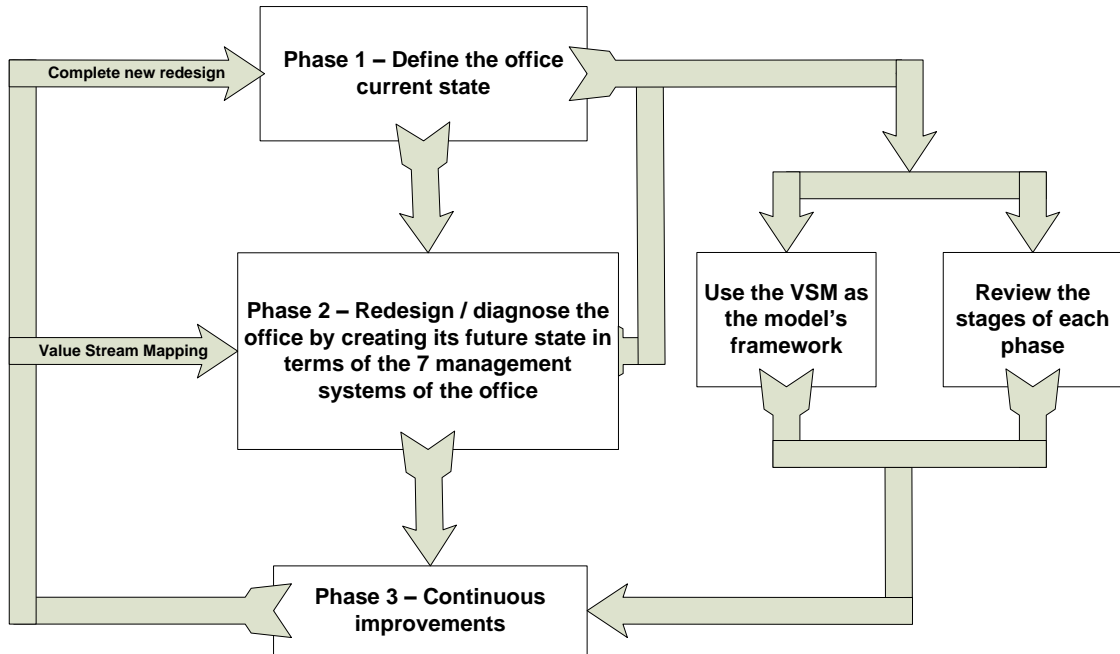 Phase 1 – Define the office
current state
Complete new redesign
Phase 2 – Redesign / diagnose the
office by creating its future state in
terms of the 7 management
systems of the office
Value Stream Mapping
Use the VSM as
the model’s
framework
Review the
stages of each
phase
Phase 3 – Continuous
improvements